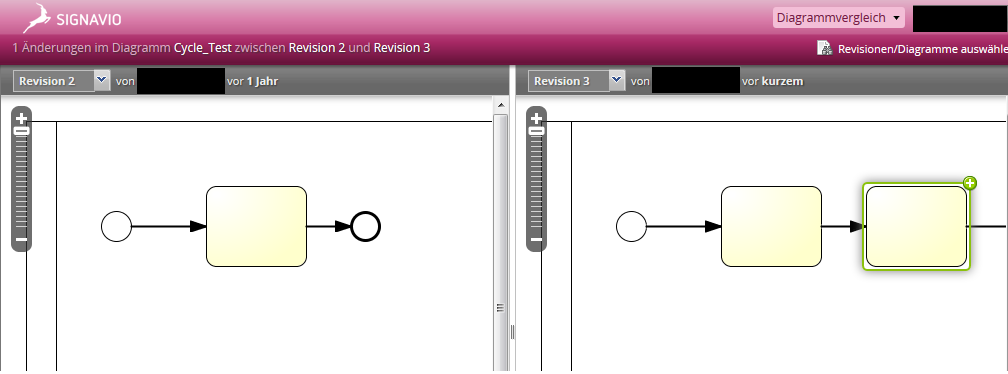 SIGNAVIO
Diagrammvergleich
1 Änderungen im Diagramm Cycle_Test zwischen Revision 2 und Revision 3
Revisionen/Diagramme auswähle
Revision 2 von vor 1 Jahr
Revision 3 von vor kurzem